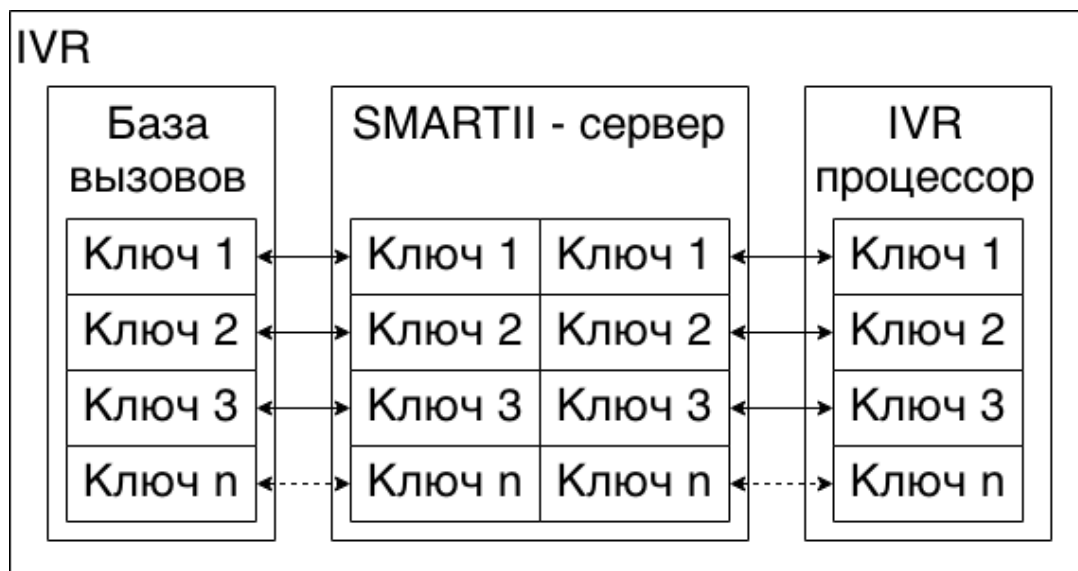 IVR
База
вызовов
SMARTII - сервер
IVR
процессор
Ключ 1
Ключ 1
Ключ 1
Ключ 1
Ключ 2
Ключ 2
Ключ 2
Ключ 2
Ключ 3
Ключ 3
Ключ 3
Ключ 3
Ключ n
Ключ n
Ключ n
Ключ n